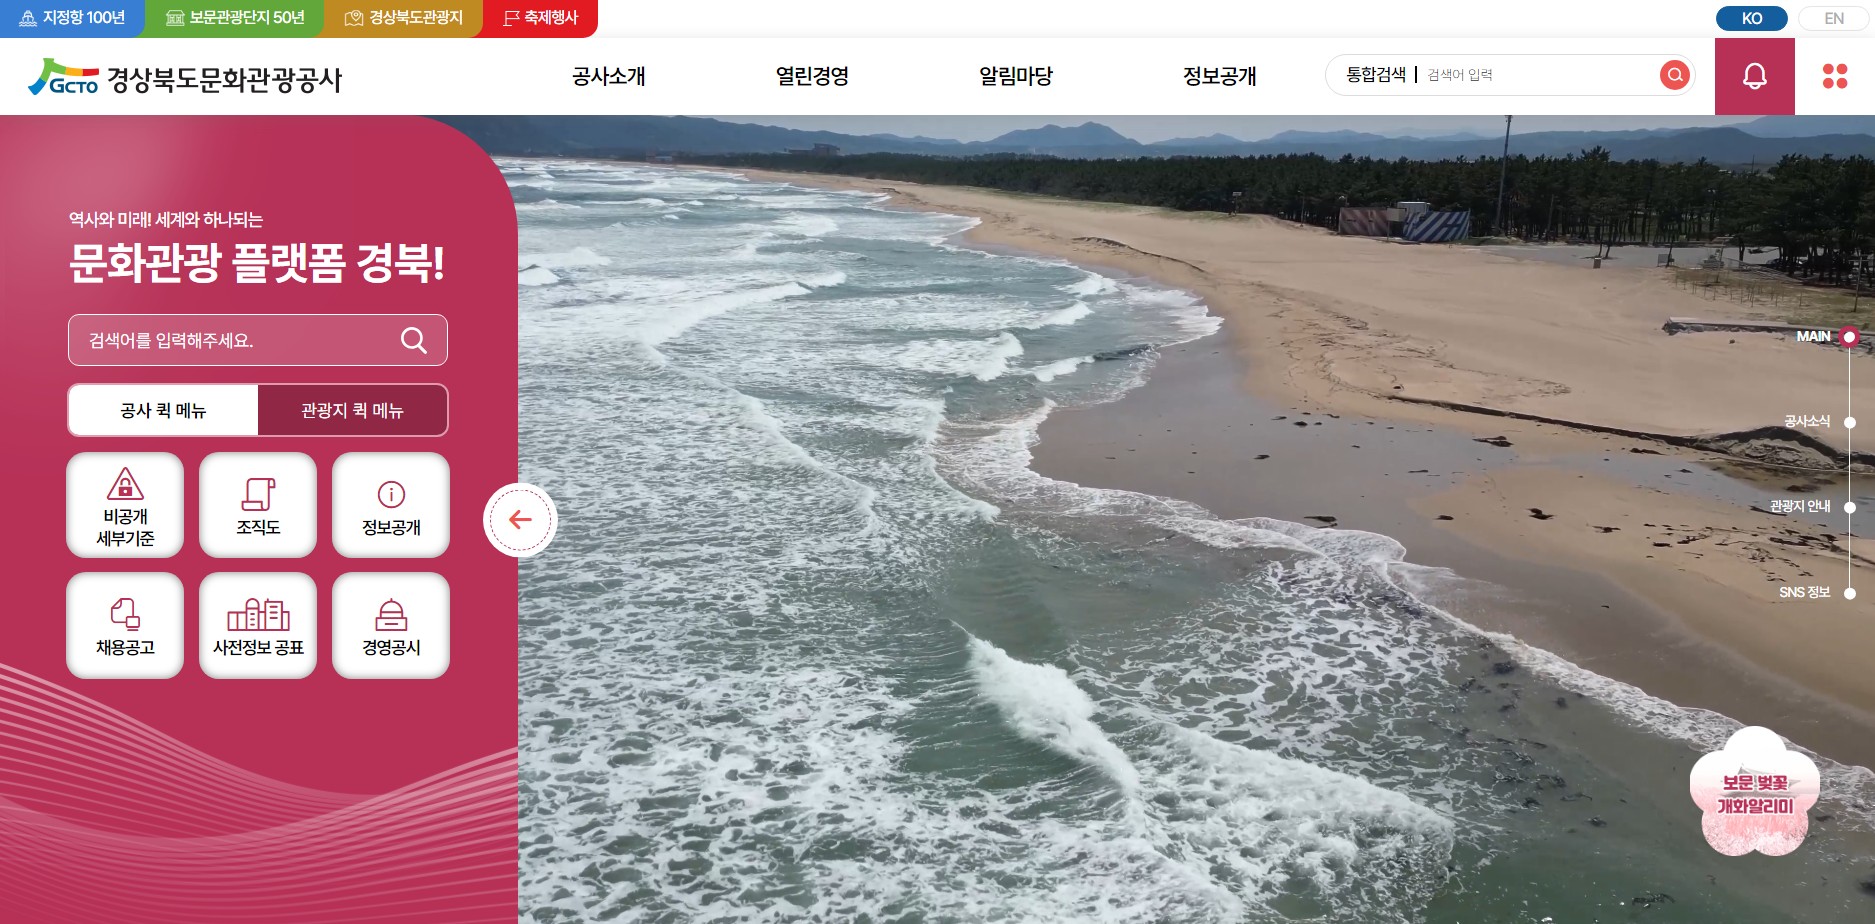 지정항 100년
보문관광단지 50년
경상북도관광지
축제행사
KO
EN
GCTO 경상북도문화관광공사
공사소개
열린경영
알림마당
정보공개
통합검색
검색어 입력
역사와 미래! 세계와 하나되는
문화관광 플랫폼 경북!
검색어를 입력해주세요.
공사 퀵 메뉴
관광지 퀵 메뉴
비공개
세부기준
조직도
정보공개
채용공고
사전정보 공표
경영공시
MAIN
공사소식
관광지 안내
SNS 정보
보문 벚꽃
개화알리미